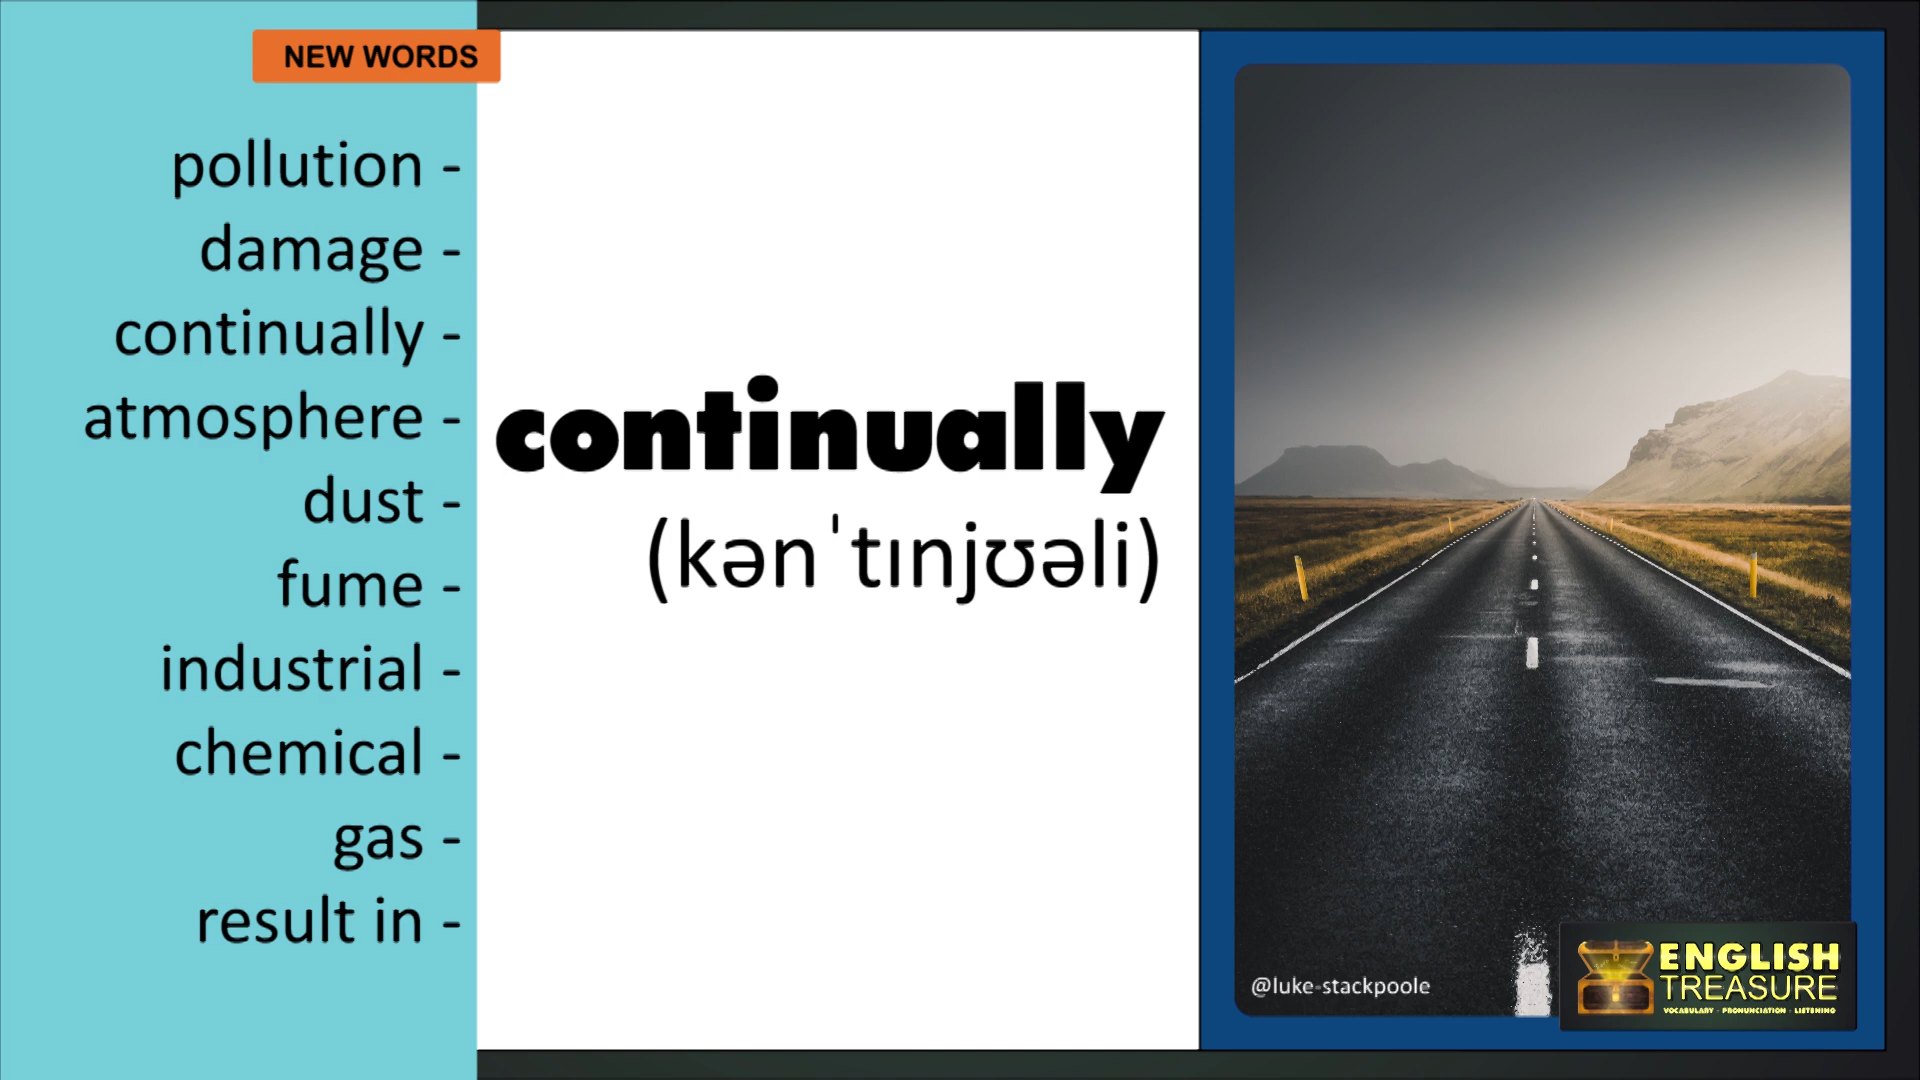 NEW WORDS
pollution -
damage -
continually -
atmosphere -
dust -
fume -
industrial -
chemical -
gas -
result in -
continually
(kənˈtɪnjʊəli)
@luke-stackpoole
ENGLISH
TREASURE
VOCABULARY - PRONUNCIATION - LISTENING